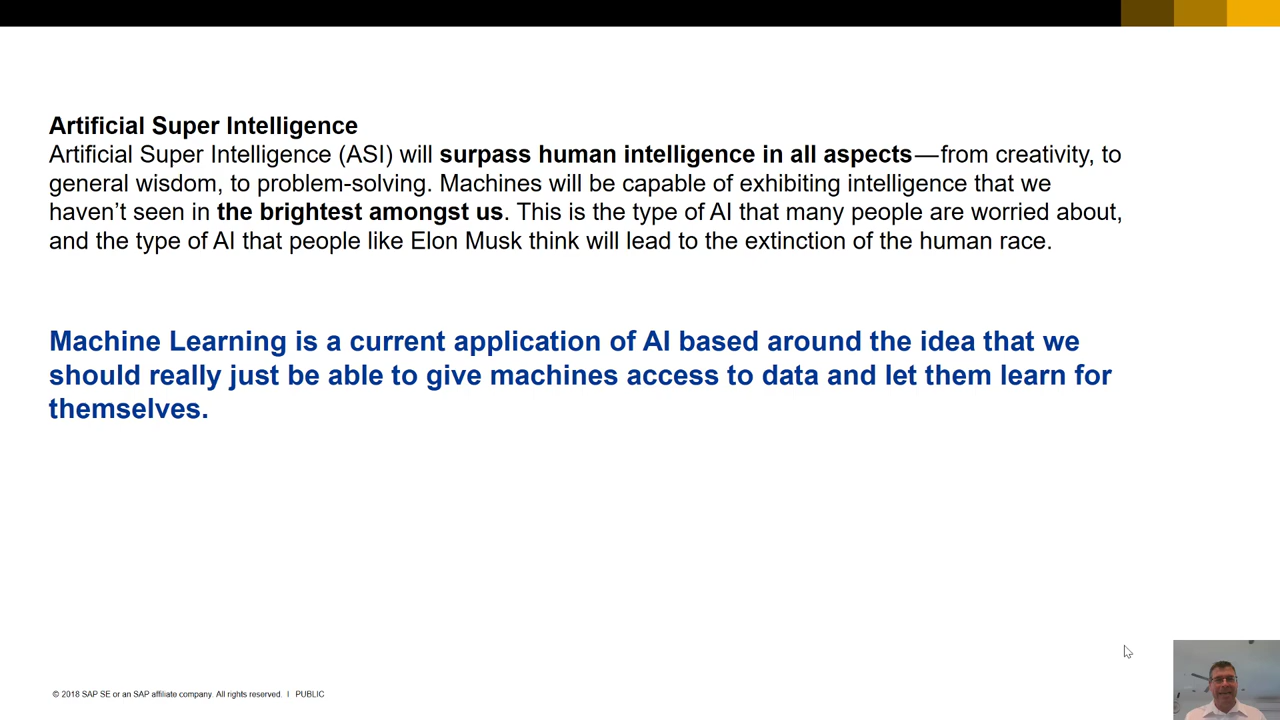 Artificial Super Intelligence
Artificial Super Intelligence (ASI) will surpass human intelligence in all aspects—from creativity, to
general wisdom, to problem-solving. Machines will be capable of exhibiting intelligence that we
haven’t seen in the brightest amongst us. This is the type of AI that many people are worried about,
and the type of AI that people like Elon Musk think will lead to the extinction of the human race.
Machine Learning is a current application of AI based around the idea that we
should really just be able to give machines access to data and let them learn for
themselves.
© 2018 SAP SE or an SAP affiliate company. All rights reserved. I PUBLIC